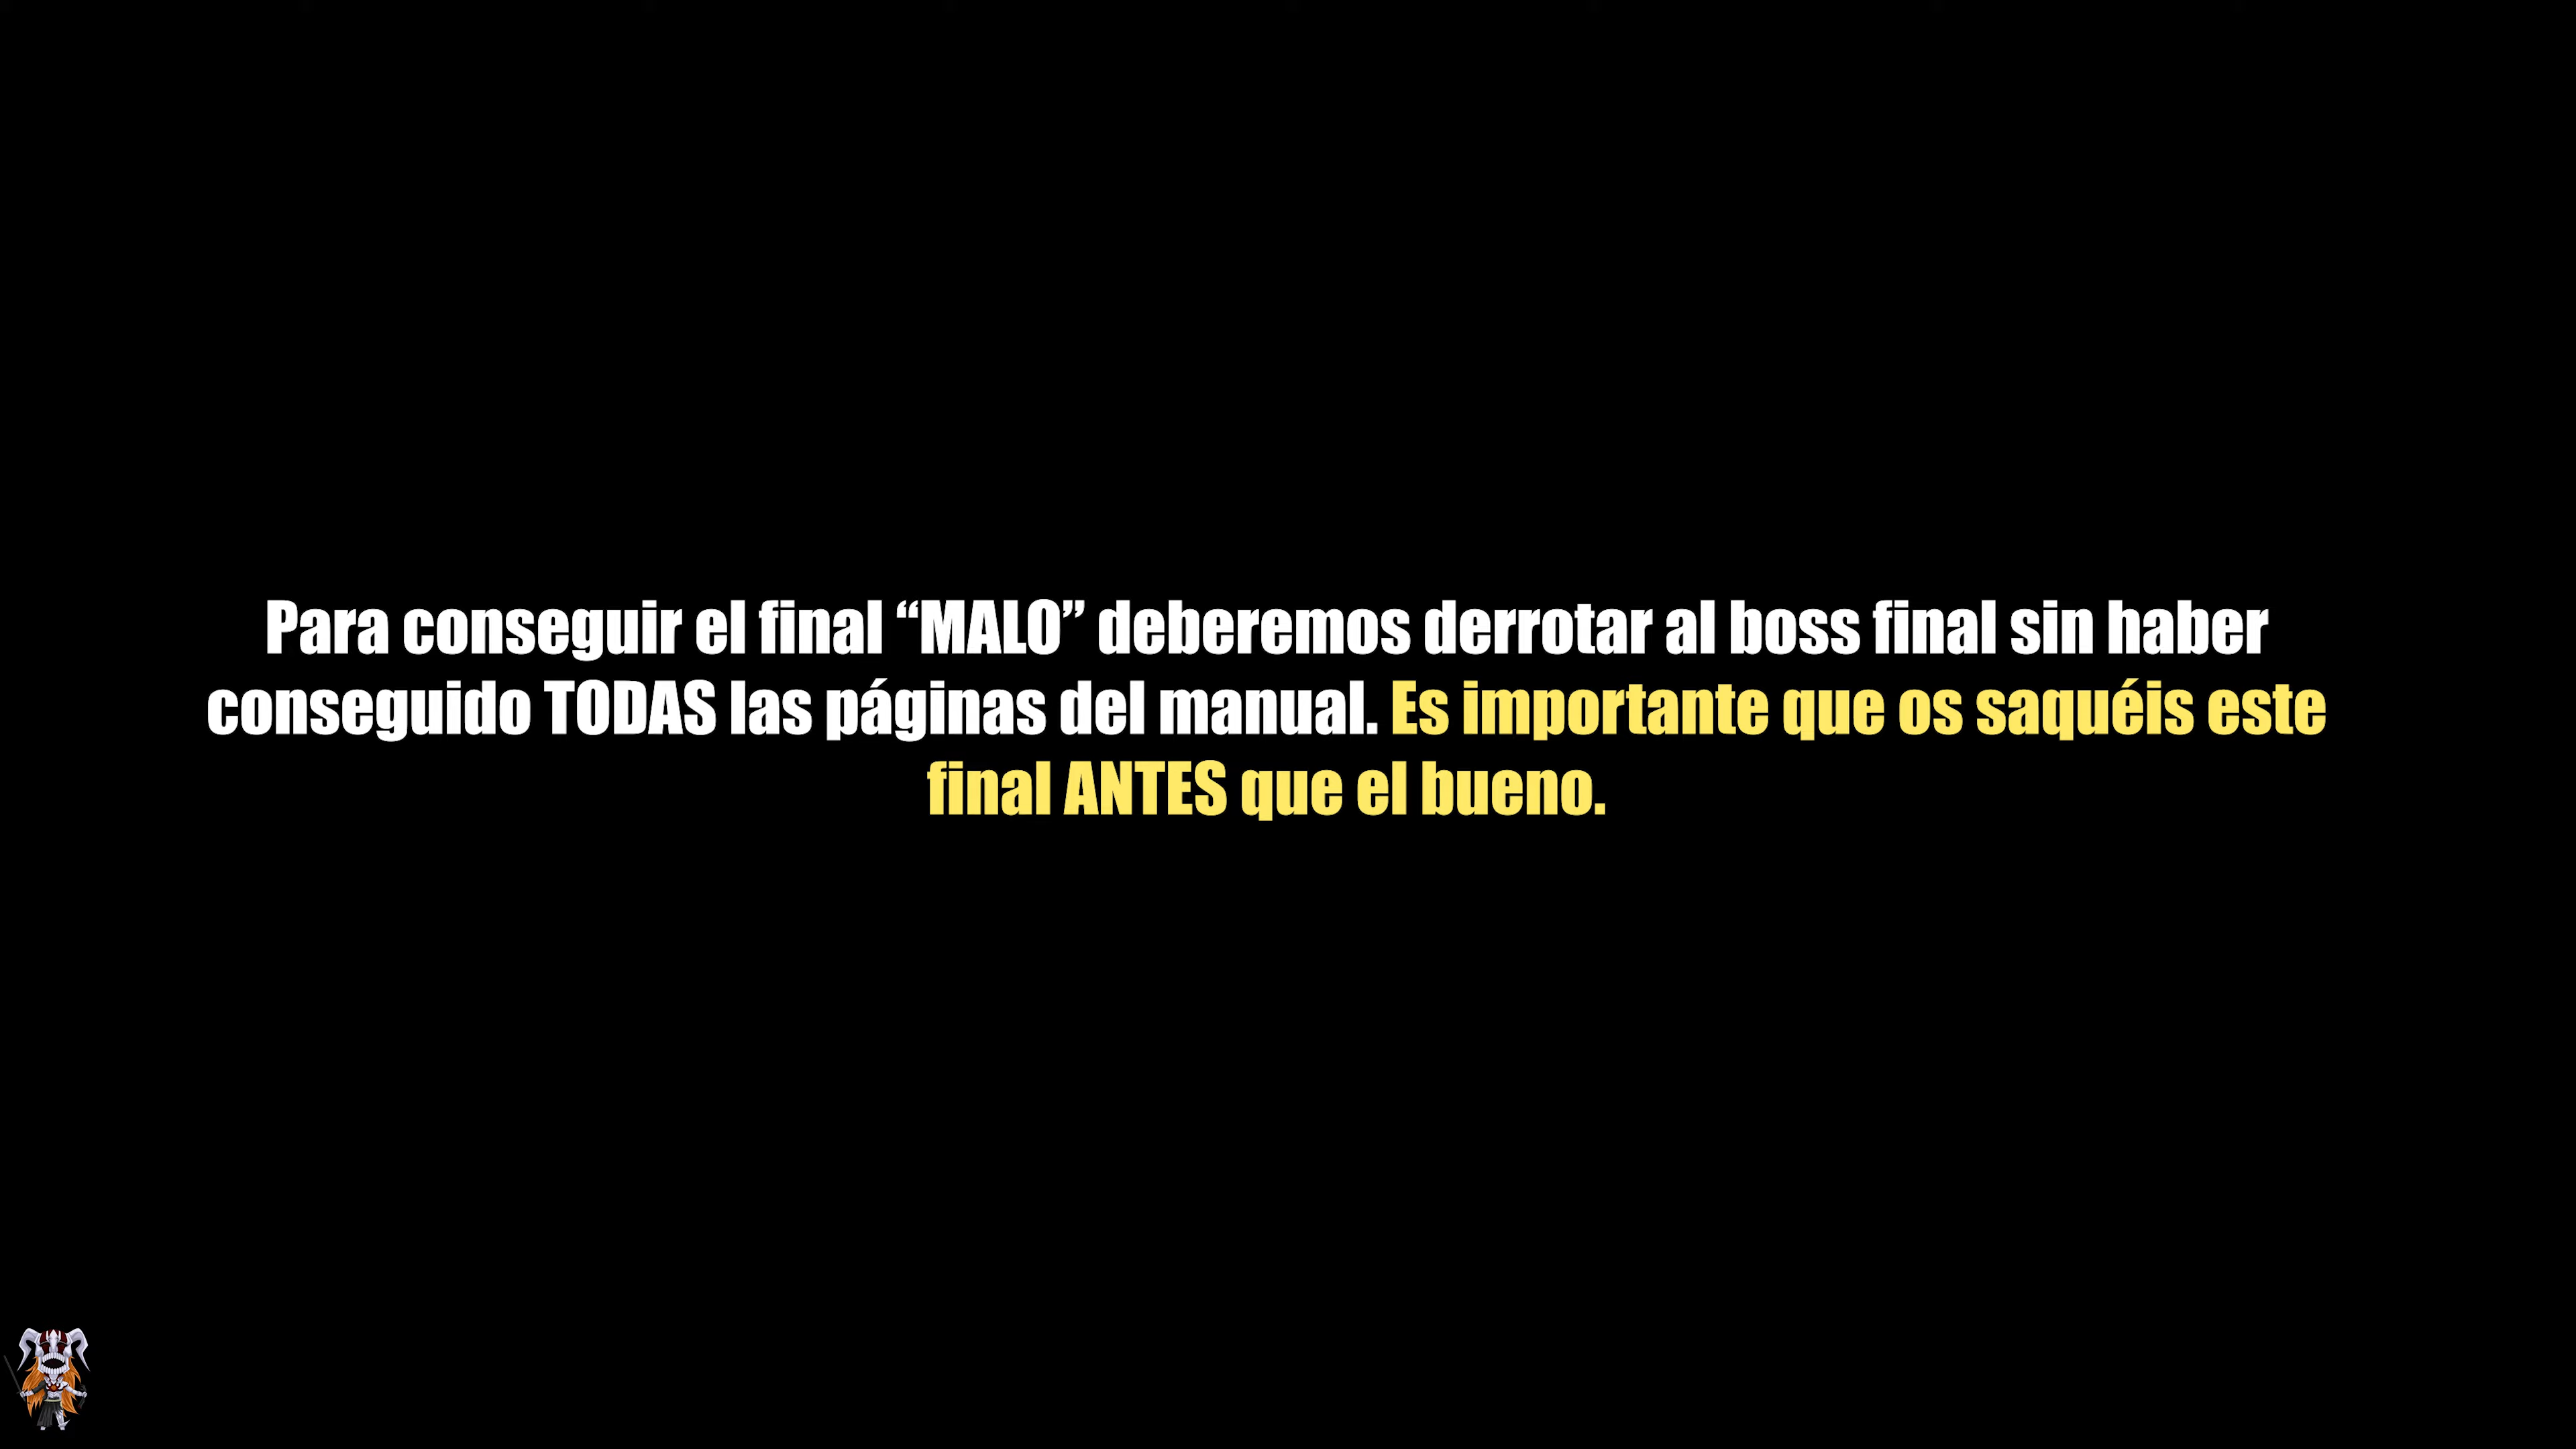 Para conseguir el final “MALO” deberemos derrotar al boss final sin haber
conseguido TODAS las páginas del manual. Es importante que os saquéis este
final ANTES que el bueno.